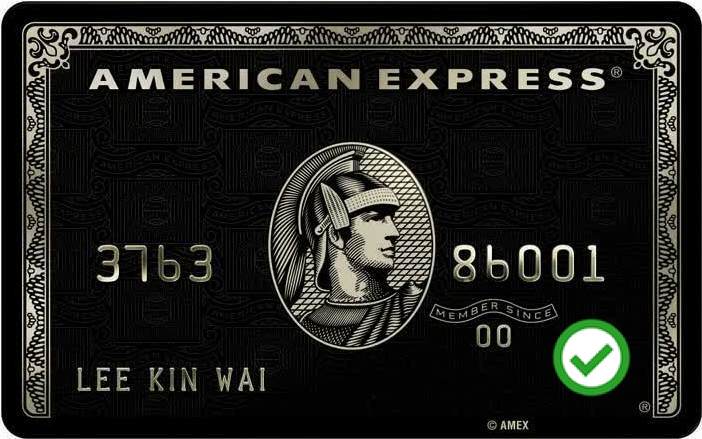 AMERICAN EXPRESS®
3763 86001
MEMBER SINCE
00
LEE KIN WAI
®
© AMEX